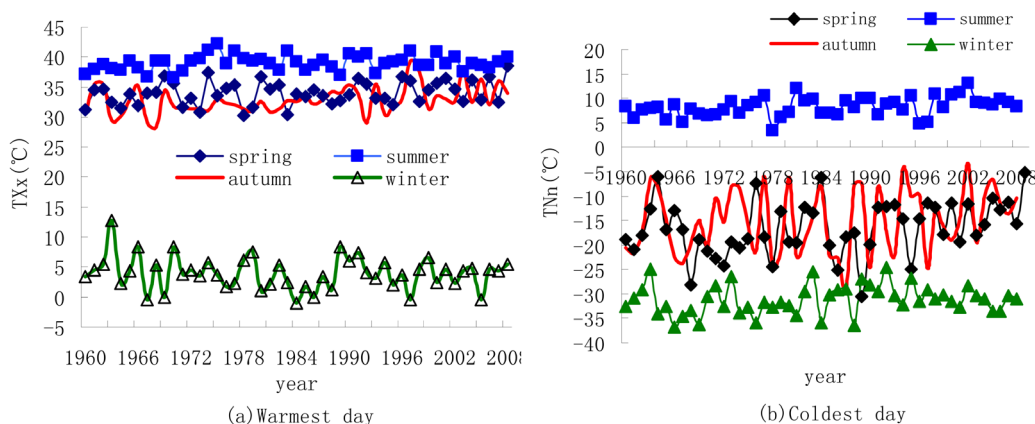 45
40
35
30
25
20
15
10
5
0
-5
TXx(℃)
spring
summer
autumn
winter
1960 1966 1972 1978 1984 1990 1996 2002 2008
year
(a)Warmest day
spring
summer
autumn
winter
20
15
10
5
0
-5
-10
-15
-20
-25
-30
-35
-40
TNn(℃)
1960 1966 1972 1978 1984 1990 1996 2002 2008
year
(b)Coldest day